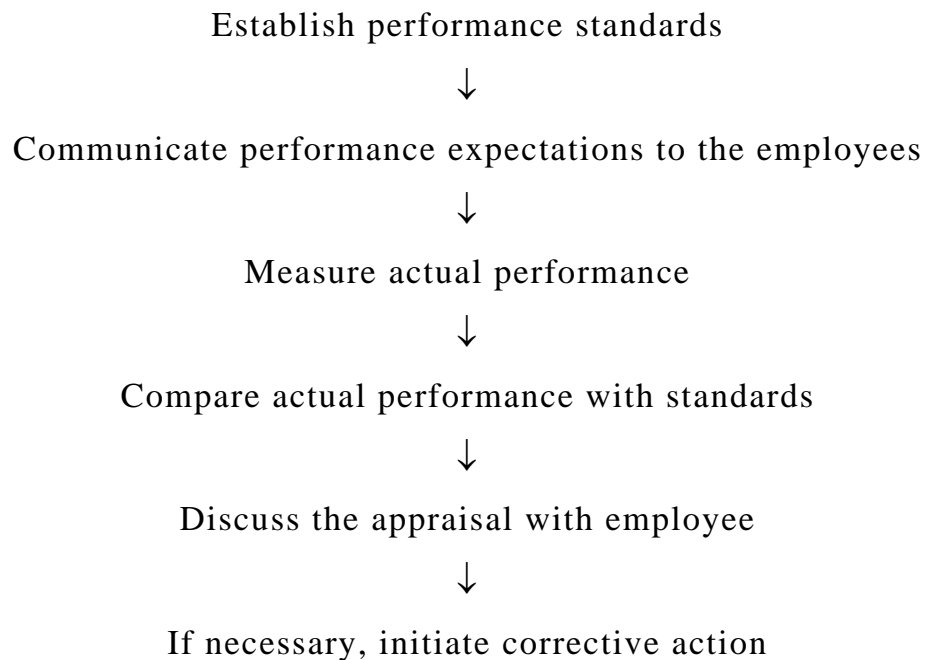 Establish performance standards
↓
Communicate performance expectations to the employees
↓
Measure actual performance
↓
Compare actual performance with standards
↓
Discuss the appraisal with employee
↓
If necessary, initiate corrective action